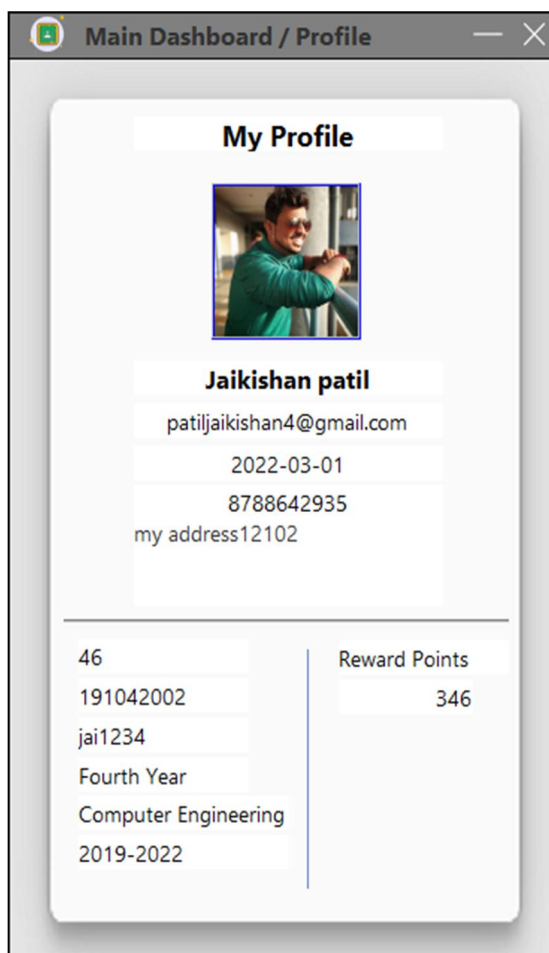 Main Dashboard / Profile
My Profile
Jaikishan patil
patiljaikishan4@gmail.com
2022-03-01
8788642935
my address12102
46
191042002
jai1234
Fourth Year
Computer Engineering
2019-2022
Reward Points
346